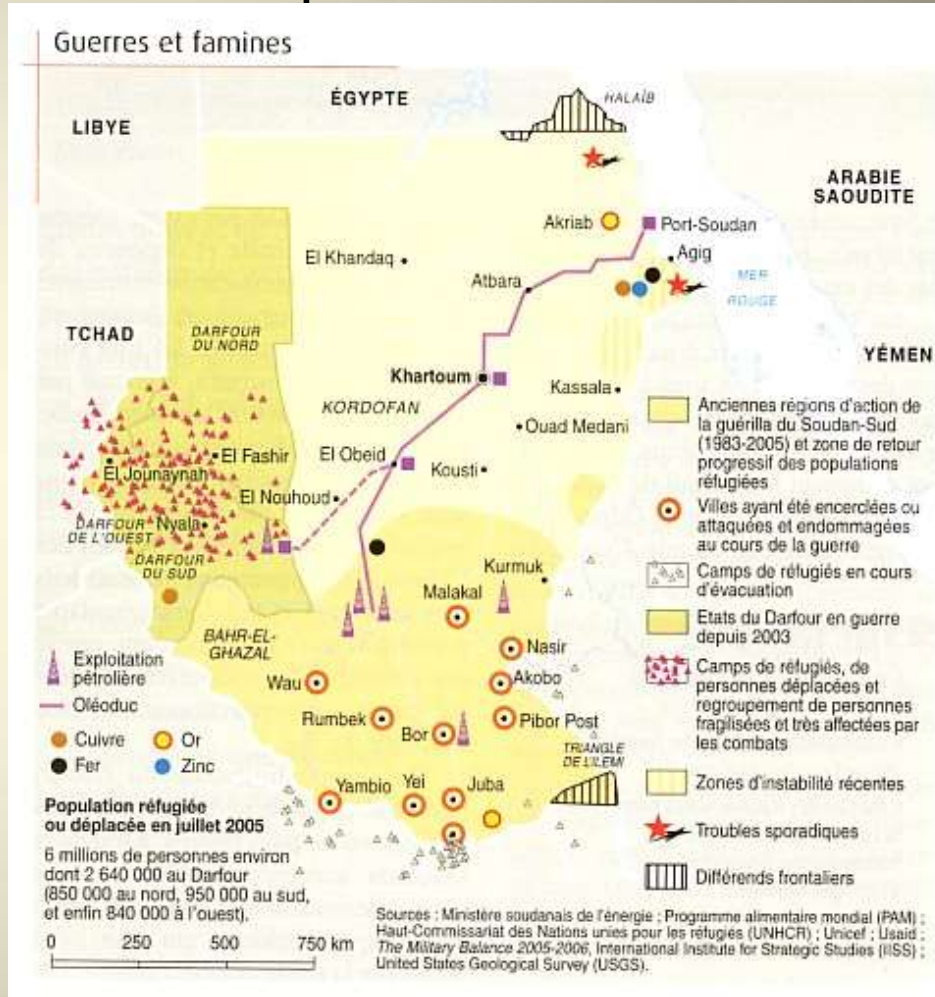 Guerres et famines
ÉGYPTE
HALAÏB
LIBYE
ARABIE
SAOUDITE
Akriab
Port-Soudan
Agig
El Khandaq
Atbara
MER
ROUGE
TCHAD
DARFOUR
DU NORD
YÉMEN
Khartoum
Kassala
KORDOFAN
Ouad Medani
El Obeid
Kousti
El Fashir
El Jounaynah
El Nouhoud
DARFOUR
DE L'OUEST
Nyala
DARFOUR
DU SUD
Kurmuk
Malakal
BAHR-EL-
GHAZAL
Nasir
Wau
Akobo
Rumbek
Bor
Pibor Post
TRIANGLE
DE L'ILEMI
Yambio
Yei
Juba
Anciennes régions d'action de
la guérilla du Soudan-Sud
(1983-2005) et zone de retour
progressif des populations
réfugiées
Villes ayant été encerclées ou
attaquées et endommagées
au cours de la guerre
Camps de réfugiés en cours
d'évacuation
Etats du Darfour en guerre
depuis 2003
Camps de réfugiés, de
personnes déplacées et
regroupement de personnes
fragilisées et très affectées par
les combats
Zones d'instabilité récentes
Troubles sporadiques
Différends frontaliers
Exploitation
pétrolière
Oléoduc
Cuivre
Or
Fer
Zinc
Population réfugiée
ou déplacée en juillet 2005
6 millions de personnes environ
dont 2 640 000 au Darfour
(850 000 au nord, 950 000 au sud,
et enfin 840 000 à l'ouest).
0 250 500 750 km
Sources : Ministère soudanais de l'énergie ; Programme alimentaire mondial (PAM) ;
Haut-Commissariat des Nations unies pour les réfugiés (UNHCR) ; Unicef ; Usaid ;
The Military Balance 2005-2006, International Institute for Strategic Studies (IISS) ;
United States Geological Survey (USGS).